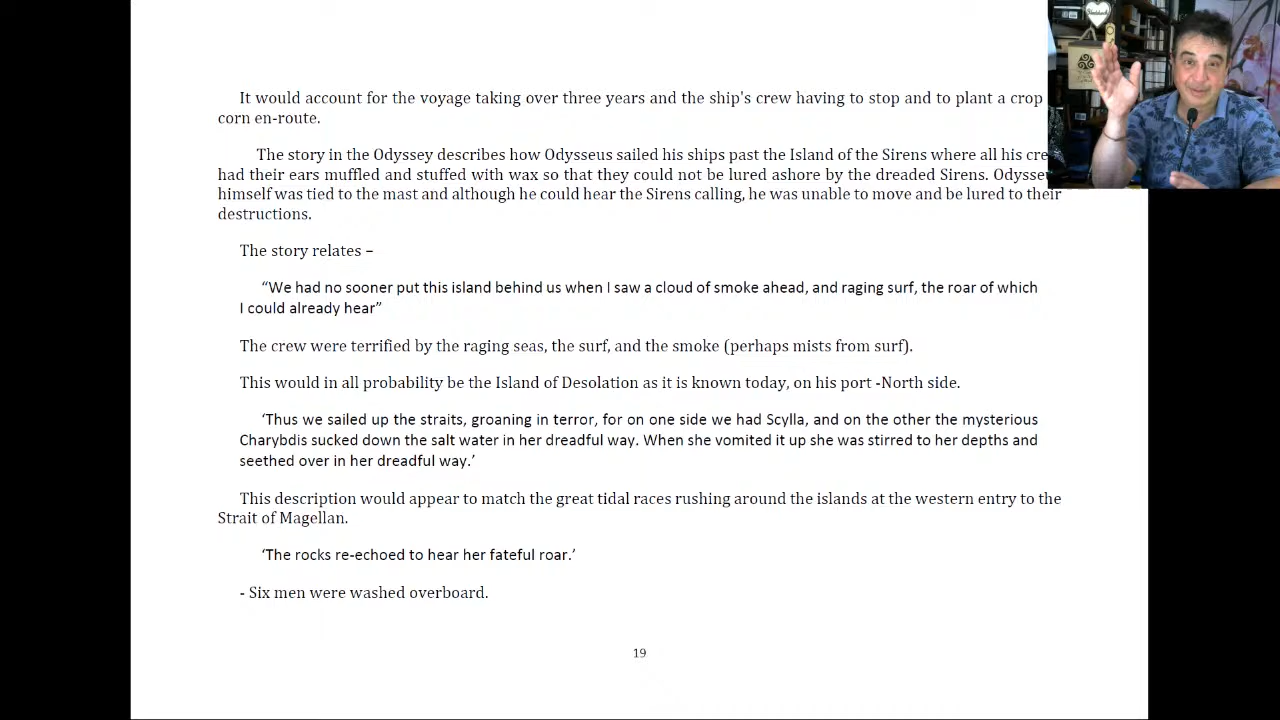 It would account for the voyage taking over three years and the ship's crew having to stop and to plant a crop
corn en-route.
The story in the Odyssey describes how Odysseus sailed his ships past the Island of the Sirens where all his
had their ears muffled and stuffed with wax so that they could not be lured ashore by the dreaded Sirens.
himself was tied to the mast and although he could hear the Sirens calling, he was unable to move and be lured to their
destructions.
The story relates –
“We had no sooner put this island behind us when I saw a cloud of smoke ahead, and raging surf, the roar of which
I could already hear”
The crew were terrified by the raging seas, the surf, and the smoke (perhaps mists from surf).
This would in all probability be the Island of Desolation as it is known today, on his port -North side.
‘Thus we sailed up the straits, groaning in terror, for on one side we had Scylla, and on the other the mysterious
Charybdis sucked down the salt water in her dreadful way. When she vomited it up she was stirred to her depths and
seethed over in her dreadful way.’
This description would appear to match the great tidal races rushing around the islands at the western entry to the
Strait of Magellan.
‘The rocks re-echoed to hear her fateful roar.’
- Six men were washed overboard.
19